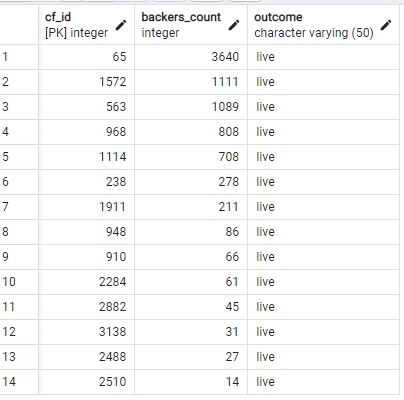 cf_id backers_count outcome
[PK] integer integer character varying (50)
1 65 3640 live
2 1572 1111 live
3 563 1089 live
4 968 808 live
5 1114 708 live
6 238 278 live
7 1911 211 live
8 948 86 live
9 910 66 live
10 2284 61 live
11 2882 45 live
12 3138 31 live
13 2488 27 live
14 2510 14 live